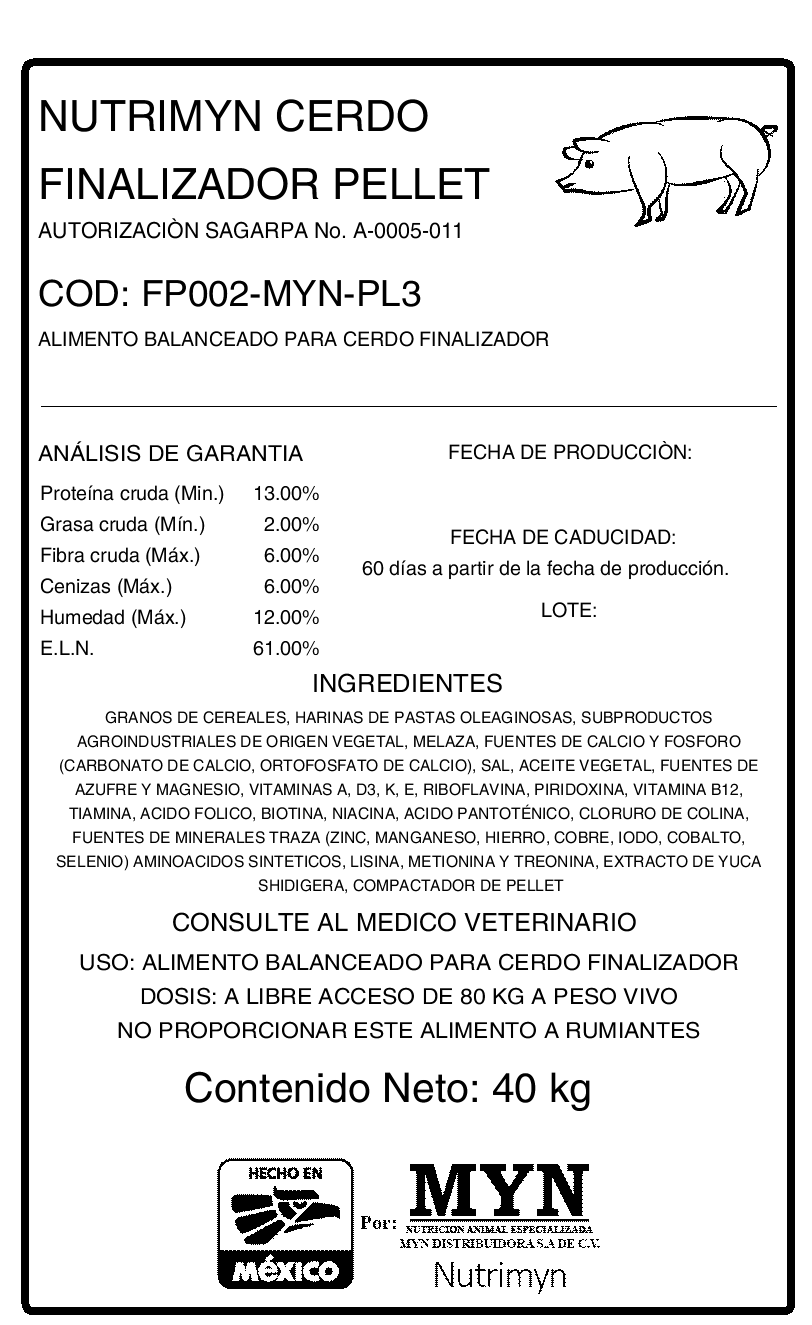 NUTRIMYN CERDO
FINALIZADOR PELLET
AUTORIZACIÒN SAGARPA No. A-0005-011
COD: FP002-MYN-PL3
ALIMENTO BALANCEADO PARA CERDO FINALIZADOR
ANÁLISIS DE GARANTIA
Proteína cruda (Min.) 13.00%
Grasa cruda (Mín.) 2.00%
Fibra cruda (Máx.) 6.00%
Cenizas (Máx.) 6.00%
Humedad (Máx.) 12.00%
E.L.N. 61.00%
FECHA DE PRODUCCIÒN:
FECHA DE CADUCIDAD:
60 días a partir de la fecha de producción.
LOTE:
INGREDIENTES
GRANOS DE CEREALES, HARINAS DE PASTAS OLEAGINOSAS, SUBPRODUCTOS
AGROINDUSTRIALES DE ORIGEN VEGETAL, MELAZA, FUENTES DE CALCIO Y FOSFORO
(CARBONATO DE CALCIO, ORTOFOSFATO DE CALCIO), SAL, ACEITE VEGETAL, FUENTES DE
AZUFRE Y MAGNESIO, VITAMINAS A, D3, K, E, RIBOFLAVINA, PIRIDOXINA, VITAMINA B12,
TIAMINA, ACIDO FOLICO, BIOTINA, NIACINA, ACIDO PANTOTÉNICO, CLORURO DE COLINA,
FUENTES DE MINERALES TRAZA (ZINC, MANGANESO, HIERRO, COBRE, IODO, COBALTO,
SELENIO) AMINOACIDOS SINTETICOS, LISINA, METIONINA Y TREONINA, EXTRACTO DE YUCA
SHIDIGERA, COMPACTADOR DE PELLET
CONSULTE AL MEDICO VETERINARIO
USO: ALIMENTO BALANCEADO PARA CERDO FINALIZADOR
DOSIS: A LIBRE ACCESO DE 80 KG A PESO VIVO
NO PROPORCIONAR ESTE ALIMENTO A RUMIANTES
Contenido Neto: 40 kg
HECHO EN
MéXICO
Por:
MYN
NUTRICION ANIMAL ESPECIALIZADA
MYN DISTRIBUIDORA S.A DE C.V.
Nutrimyn